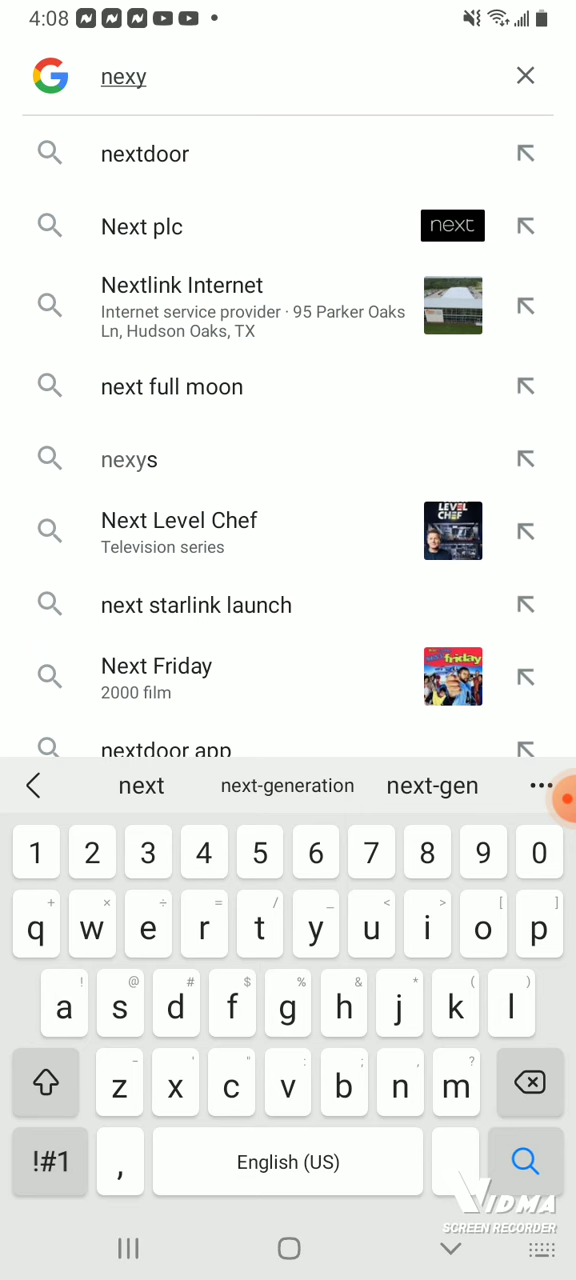 4:08
nexy
nextdoor
Next plc
next
Nextlink Internet
Internet service provider · 95 Parker Oaks
Ln, Hudson Oaks, TX
next full moon
nexys
Next Level Chef
Television series
LEVEL
CHEF
next starlink launch
Next Friday
2000 film
friday
nextdoor app
next next-generation next-gen
1 2 3 4 5 6 7 8 9 0
+ × ÷ = / _ < > [ ]
q w e r t y u i o p
! @ # $ % & * ( )
a s d f g h j k l
- ' " : ; , ?
z x c v b n m
!#1 , English (US)
VIDMA
SCREEN RECORDER